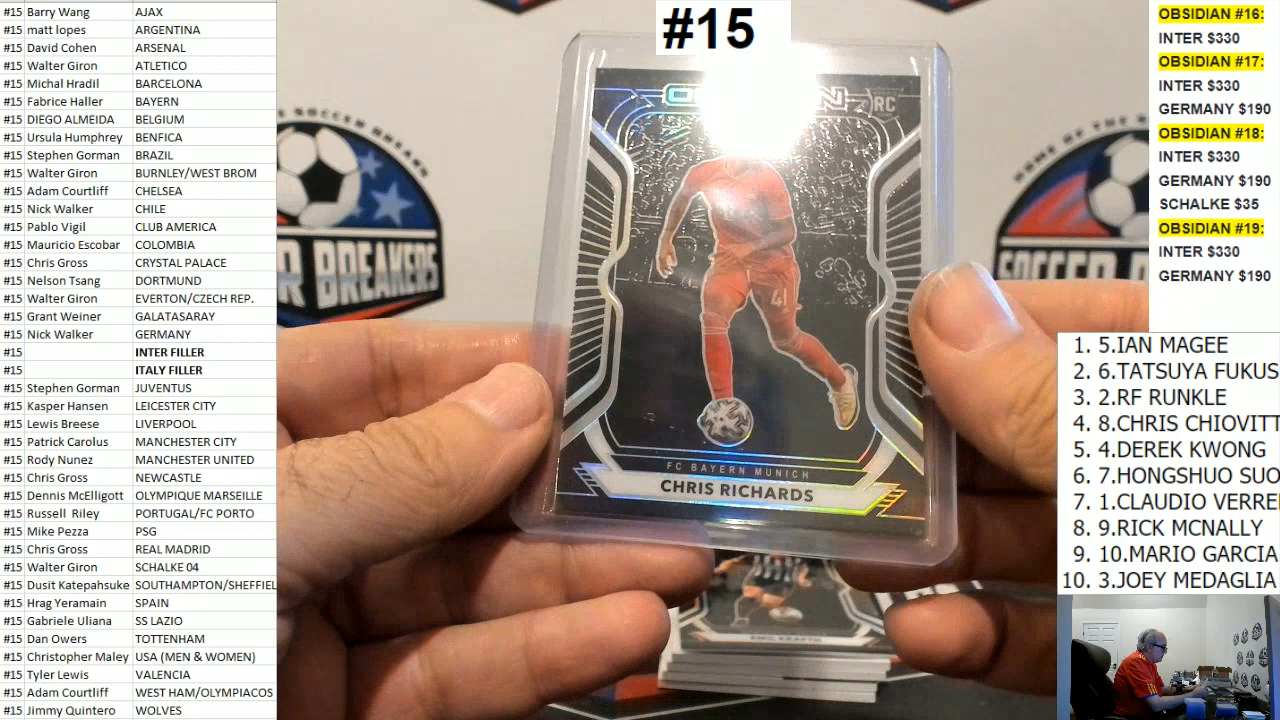 #15 Barry Wang AJAX
#15 matt lopes ARGENTINA
#15 David Cohen ARSENAL
#15 Walter Giron ATLETICO
#15 Michal Hradil BARCELONA
#15 Fabrice Haller BAYERN
#15 DIEGO ALMEIDA BELGIUM
#15 Ursula Humphrey BENFICA
#15 Stephen Gorman BRAZIL
#15 Walter Giron BURNLEY/WEST BROM
#15 Adam Courtliff CHELSEA
#15 Nick Walker CHILE
#15 Pablo Vigil CLUB AMERICA
#15 Mauricio Escobar COLOMBIA
#15 Chris Gross CRYSTAL PALACE
#15 Nelson Tsang DORTMUND
#15 Walter Giron EVERTON/CZECH REP.
#15 Grant Weiner GALATASARAY
#15 Nick Walker GERMANY
#15 INTER FILLER
#15 ITALY FILLER
#15 Stephen Gorman JUVENTUS
#15 Kasper Hansen LEICESTER CITY
#15 Lewis Breese LIVERPOOL
#15 Patrick Carolus MANCHESTER CITY
#15 Rody Nunez MANCHESTER UNITED
#15 Chris Gross NEWCASTLE
#15 Dennis McElligott OLYMPIQUE MARSEILLE
#15 Russell Riley PORTUGAL/FC PORTO
#15 Mike Pezza PSG
#15 Chris Gross REAL MADRID
#15 Walter Giron SCHALKE 04
#15 Dusit Katepahsuke SOUTHAMPTON/SHEFFIEL
#15 Hrag Yeramain SPAIN
#15 Gabriele Uliana SS LAZIO
#15 Dan Owers TOTTENHAM
#15 Christopher Maley USA (MEN & WOMEN)
#15 Tyler Lewis VALENCIA
#15 Adam Courtliff WEST HAM/OLYMPIACOS
#15 Jimmy Quintero WOLVES
#15
RC
41
FC BAYERN MUNICH
CHRIS RICHARDS
EMIL KRAFTH
R BREAKERS
SOCCER
OBSIDIAN #16:
INTER $330
OBSIDIAN #17:
INTER $330
GERMANY $190
OBSIDIAN #18:
INTER $330
GERMANY $190
SCHALKE $35
OBSIDIAN #19:
INTER $330
GERMANY $190
1. 5.IAN MAGEE
2. 6.TATSUYA FUKUS
3. 2.RF RUNKLE
4. 8.CHRIS CHIOVITT
5. 4.DEREK KWONG
6. 7.HONGSHUO SUO
7. 1.CLAUDIO VERRE
8. 9.RICK MCNALLY
9. 10.MARIO GARCIA
10. 3.JOEY MEDAGLIA